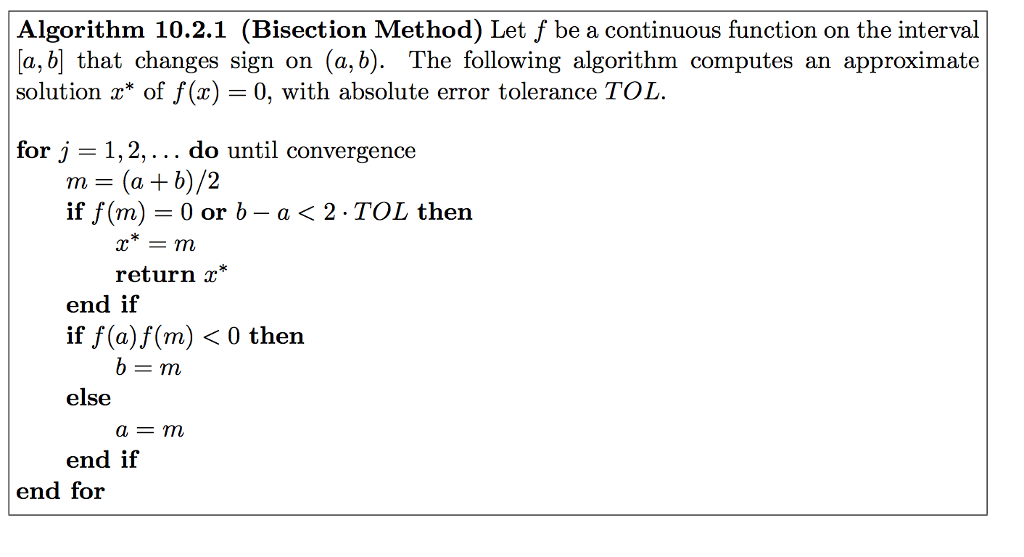 Algorithm 10.2.1 (Bisection Method) Let f be a continuous function on the interval
[a, b] that changes sign on (a, b). The following algorithm computes an approximate
solution x* of f(x) = 0, with absolute error tolerance TOL.
for j = 1, 2, . . . do until convergence
m = (a + b)/2
if f(m) = 0 or b − a < 2 · TOL then
x* = m
return x*
end if
if f(a)f(m) < 0 then
b = m
else
a = m
end if
end for